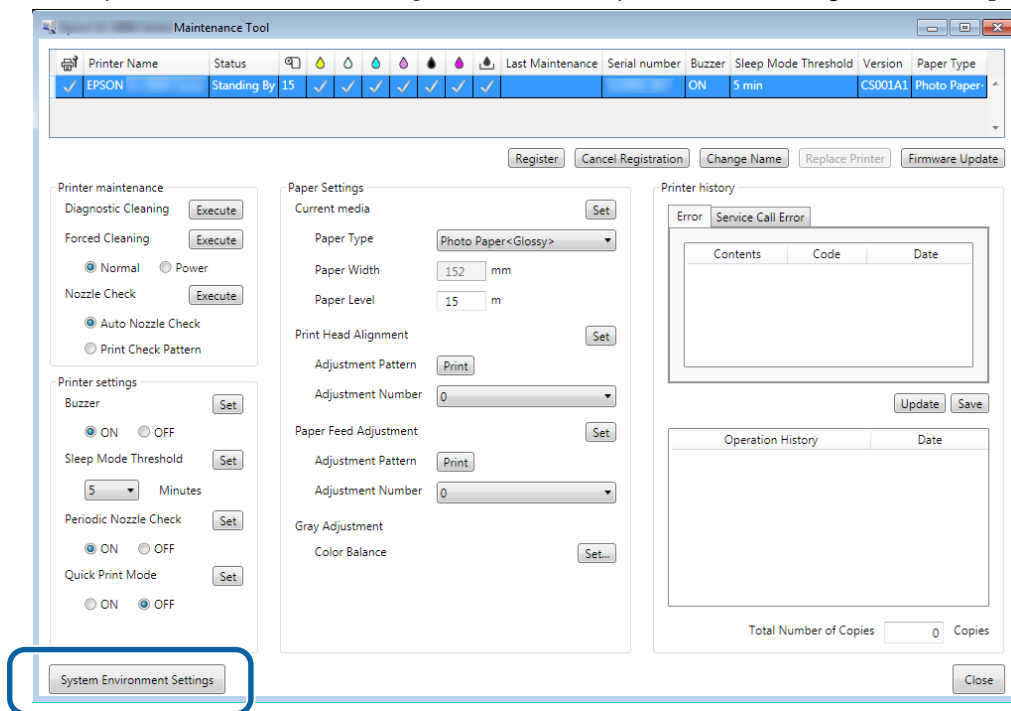 Maintenance Tool
Printer Name Status Last Maintenance Serial number Buzzer Sleep Mode Threshold Version Paper Type
EPSON Standing By 15 ON 5 min CS001A1 Photo Paper
Register Cancel Registration Change Name Replace Printer Firmware Update
Printer maintenance
Diagnostic Cleaning Execute
Forced Cleaning Execute
Normal Power
Nozzle Check Execute
Auto Nozzle Check
Print Check Pattern
Printer settings
Buzzer Set
ON OFF
Sleep Mode Threshold Set
5 Minutes
Periodic Nozzle Check Set
ON OFF
Quick Print Mode Set
ON OFF
Paper Settings
Current media Set
Paper Type Photo Paper<Glossy>
Paper Width 152 mm
Paper Level 15 m
Print Head Alignment Set
Adjustment Pattern Print
Adjustment Number 0
Paper Feed Adjustment Set
Adjustment Pattern Print
Adjustment Number 0
Gray Adjustment
Color Balance Set...
Printer history
Error Service Call Error
Contents Code Date
Update Save
Operation History Date
Total Number of Copies 0 Copies
System Environment Settings Close